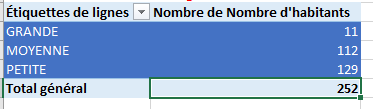 Étiquettes de lignes Nombre de Nombre d'habitants
GRANDE 11
MOYENNE 112
PETITE 129
Total général 252